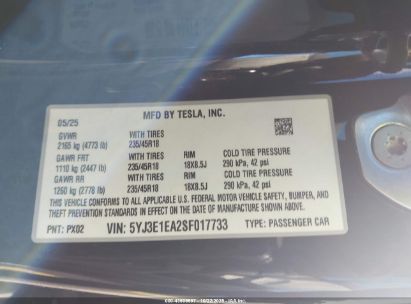 MFD BY TESLA, INC.
05/25
GVWR WITH TIRES
2165 kg (4773 lb) 235/45R18
GAWR FRT WITH TIRES RIM COLD TIRE PRESSURE
1110 kg (2447 lb) 235/45R18 18X8.5J 290 kPa, 42 psi
GAWR RR WITH TIRES RIM COLD TIRE PRESSURE
1260 kg (2778 lb) 235/45R18 18X8.5J 290 kPa, 42 psi
THIS VEHICLE CONFORMS TO ALL APPLICABLE U.S. FEDERAL MOTOR VEHICLE SAFETY, BUMPER, AND
THEFT PREVENTION STANDARDS IN EFFECT ON THE DATE OF MANUFACTURE SHOWN ABOVE.
PNT: PX02 VIN: 5YJ3E1EA2SF017733 TYPE: PASSENGER CAR